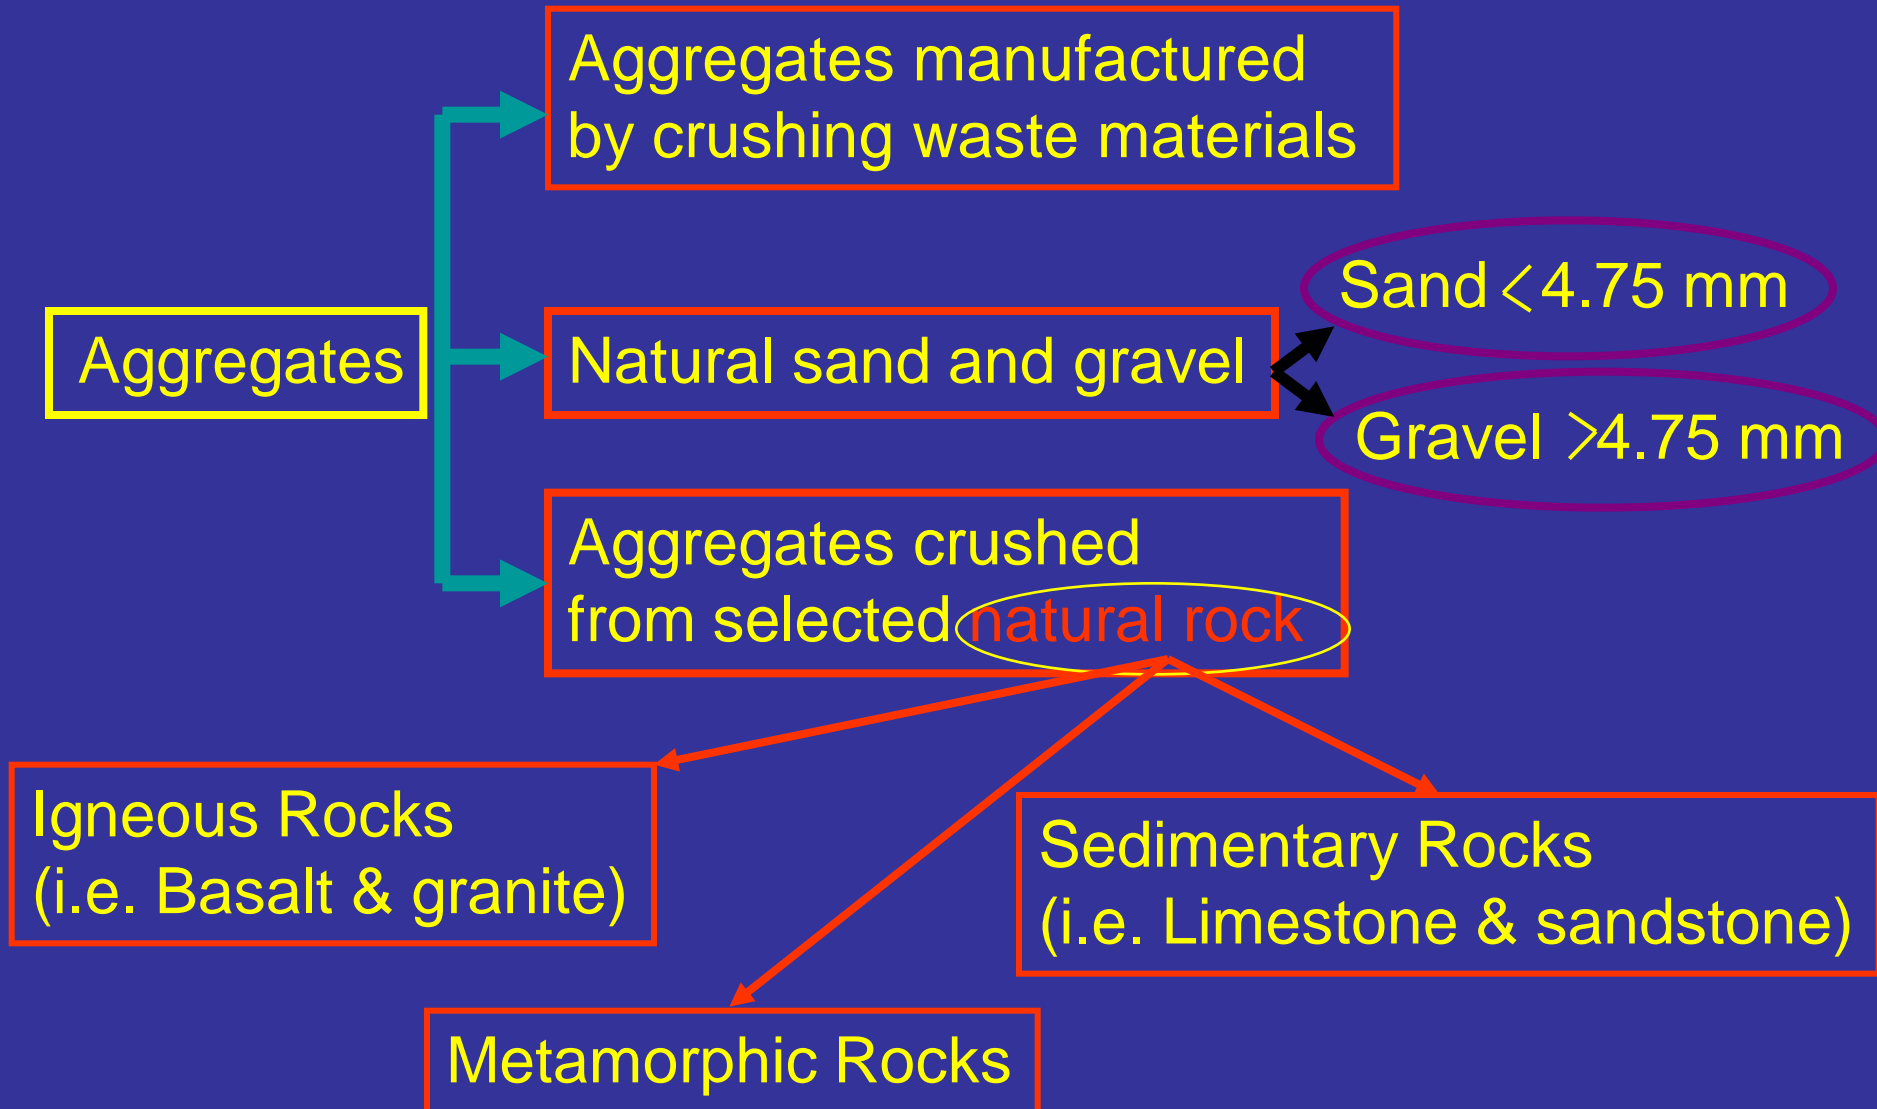 Aggregates manufactured
by crushing waste materials
Sand < 4.75 mm
Aggregates
Natural sand and gravel
Gravel >4.75 mm
Aggregates crushed
from selected natural rock
Igneous Rocks
(i.e. Basalt & granite)
Sedimentary Rocks
(i.e. Limestone & sandstone)
Metamorphic Rocks